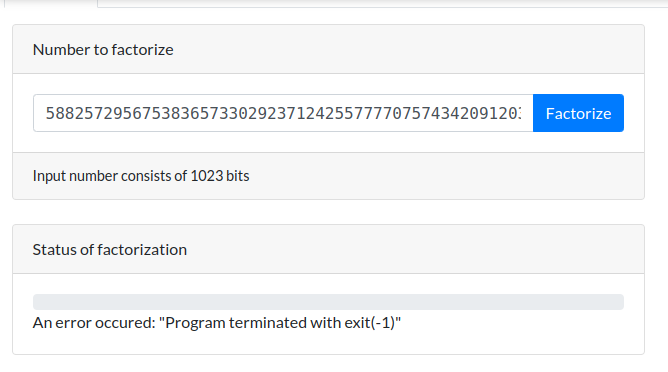 Number to factorize
58825729567538365733029237124255777707574342091203
Factorize
Input number consists of 1023 bits
Status of factorization
An error occured: "Program terminated with exit(-1)"